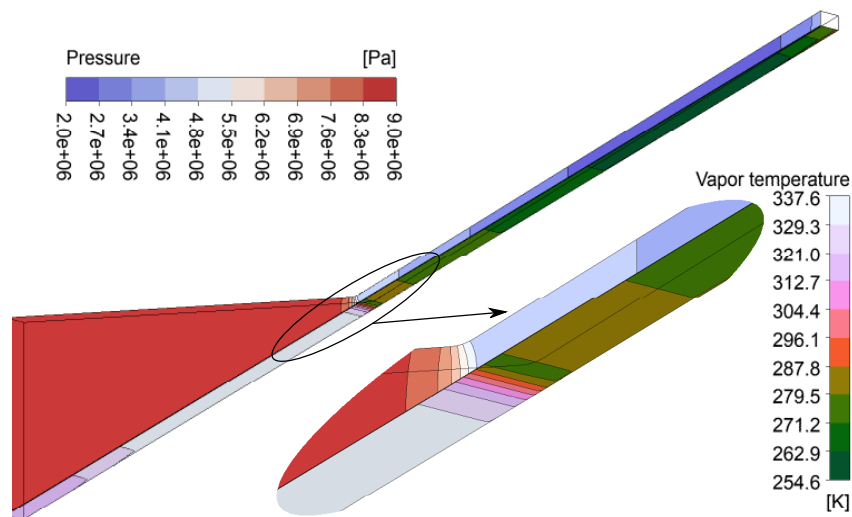 Pressure [Pa]
2.0e+06
2.7e+06
3.4e+06
4.1e+06
4.8e+06
5.5e+06
6.2e+06
6.9e+06
7.6e+06
8.3e+06
9.0e+06
Vapor temperature
337.6
329.3
321.0
312.7
304.4
296.1
287.8
279.5
271.2
262.9
254.6
[K]